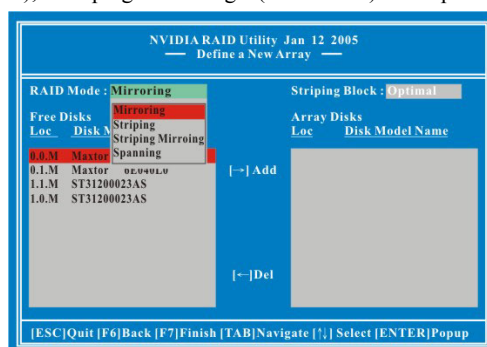 NVIDIA RAID Utility Jan 12 2005
Define a New Array
RAID Mode : Mirroring Striping Block : Optimal
Mirroring
Striping
Striping Mirroing
Spanning
Free Disks Array Disks
Loc Disk Loc Disk Model Name
0.0.M Maxtor
0.1.M Maxtor 6E040L0
1.1.M ST31200023AS
1.0.M ST31200023AS
[→] Add
[←]Del
[ESC]Quit [F6]Back [F7]Finish [TAB]Navigate [↑↓] Select [ENTER]Popup